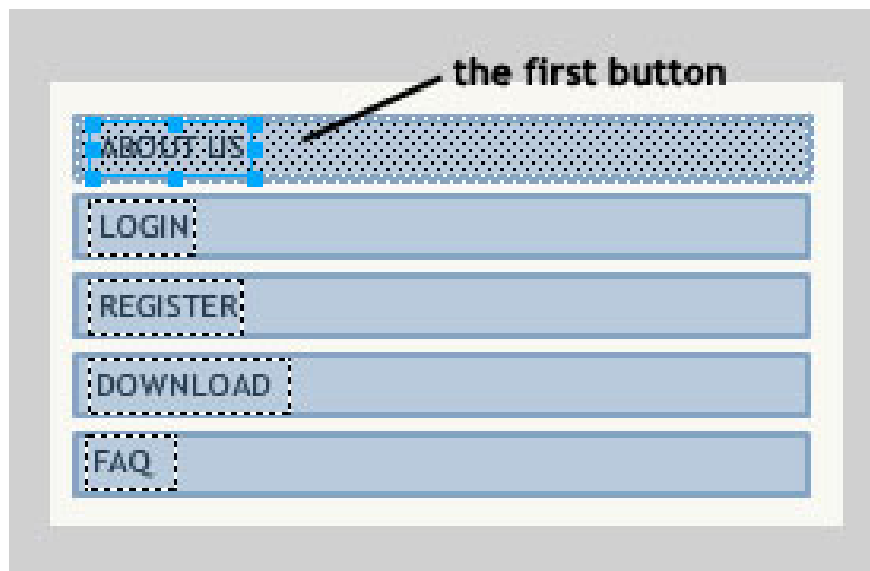 the first button
ABOUT US
LOGIN
REGISTER
DOWNLOAD
FAQ